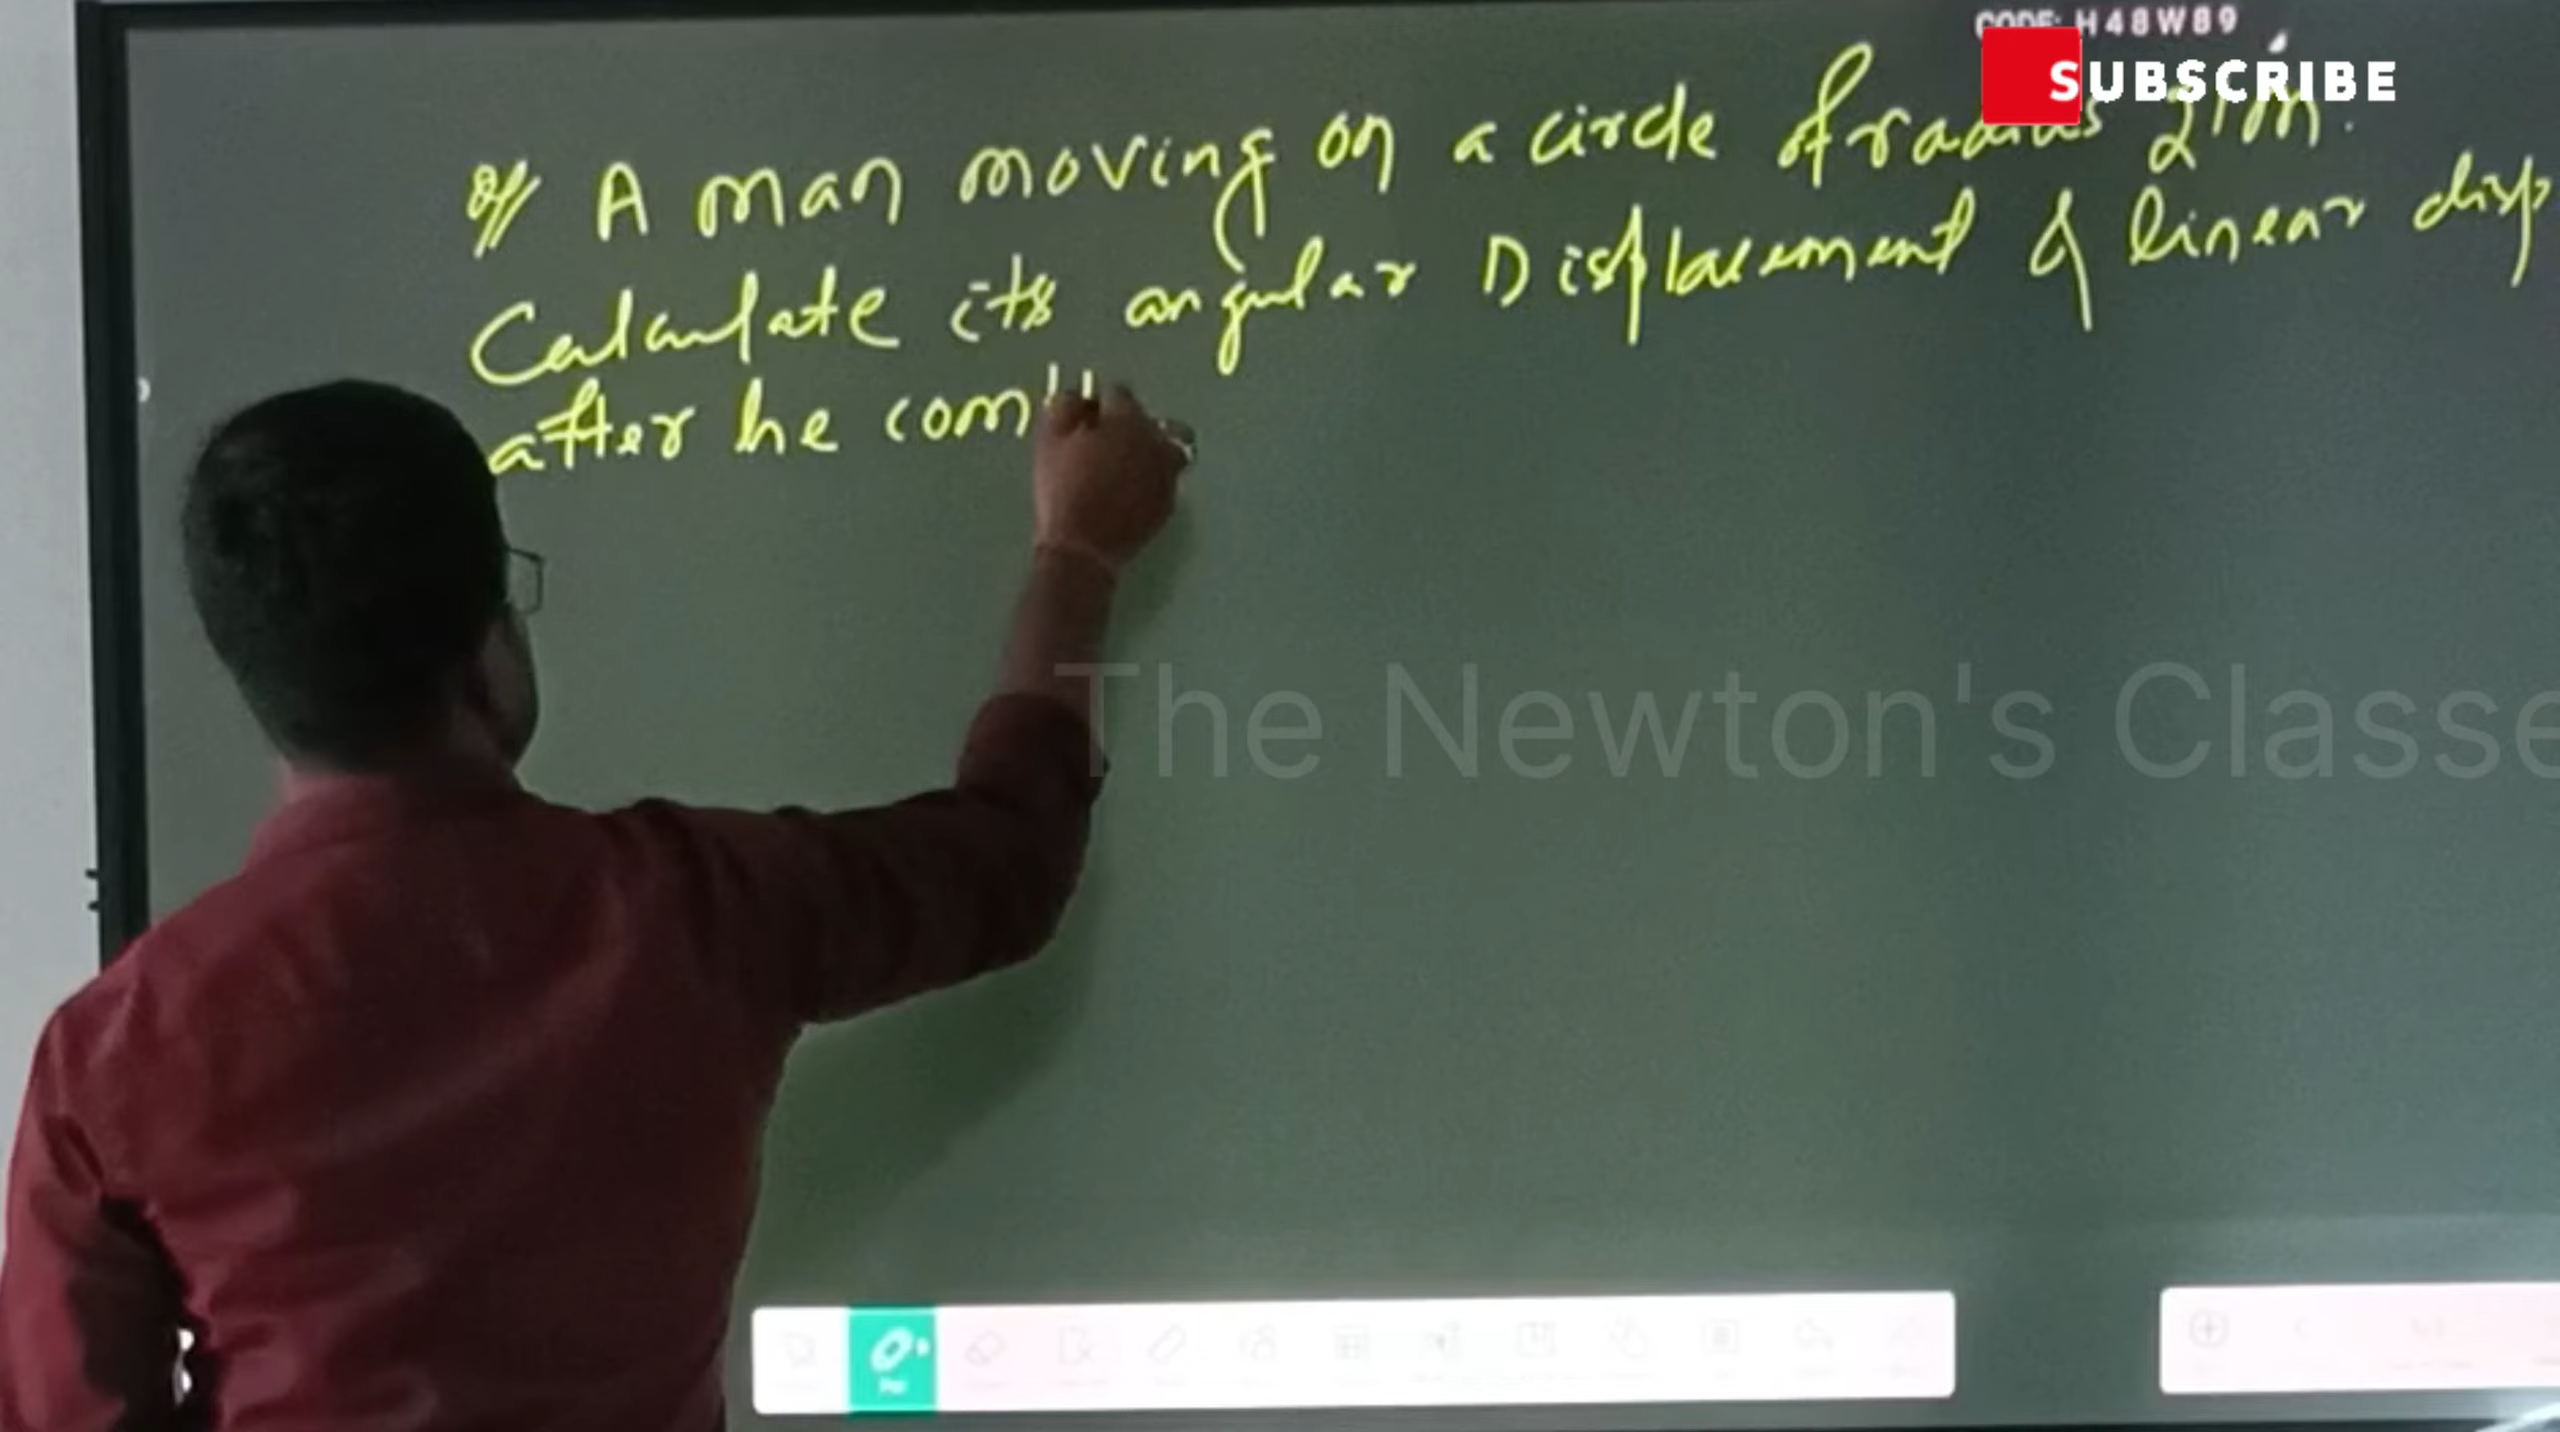 CODE: H48W89
SUBSCRIBE
Q// A man moving on a circle of radius 21m.
Calculate its angular Displacement & linear disp
after he com
The Newton's Classe
Pen